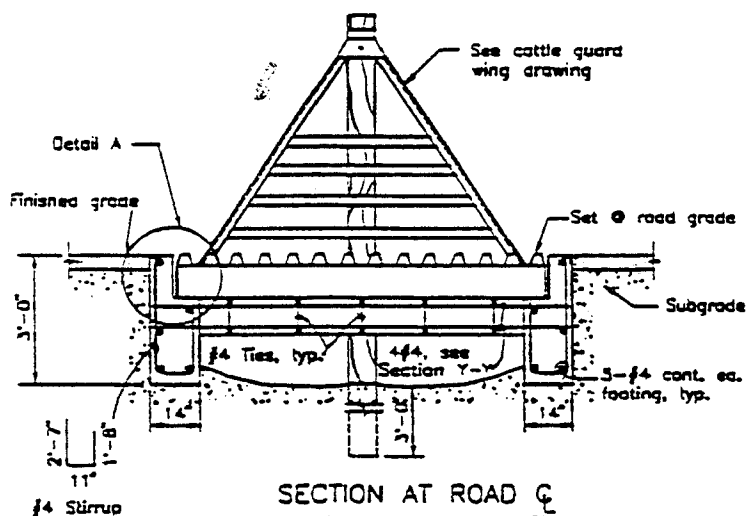 See cattle guard
wing drawing
Detail A
Finished grade
Set @ road grade
3'-0"
Subgrade
#4 Ties, typ.
4#4, see
Section Y-Y
5-#4 cont. ea.
footing, typ.
14"
14"
3'-0"
2'-7"
1'-8"
11"
#4 Stirrup
SECTION AT ROAD ℄